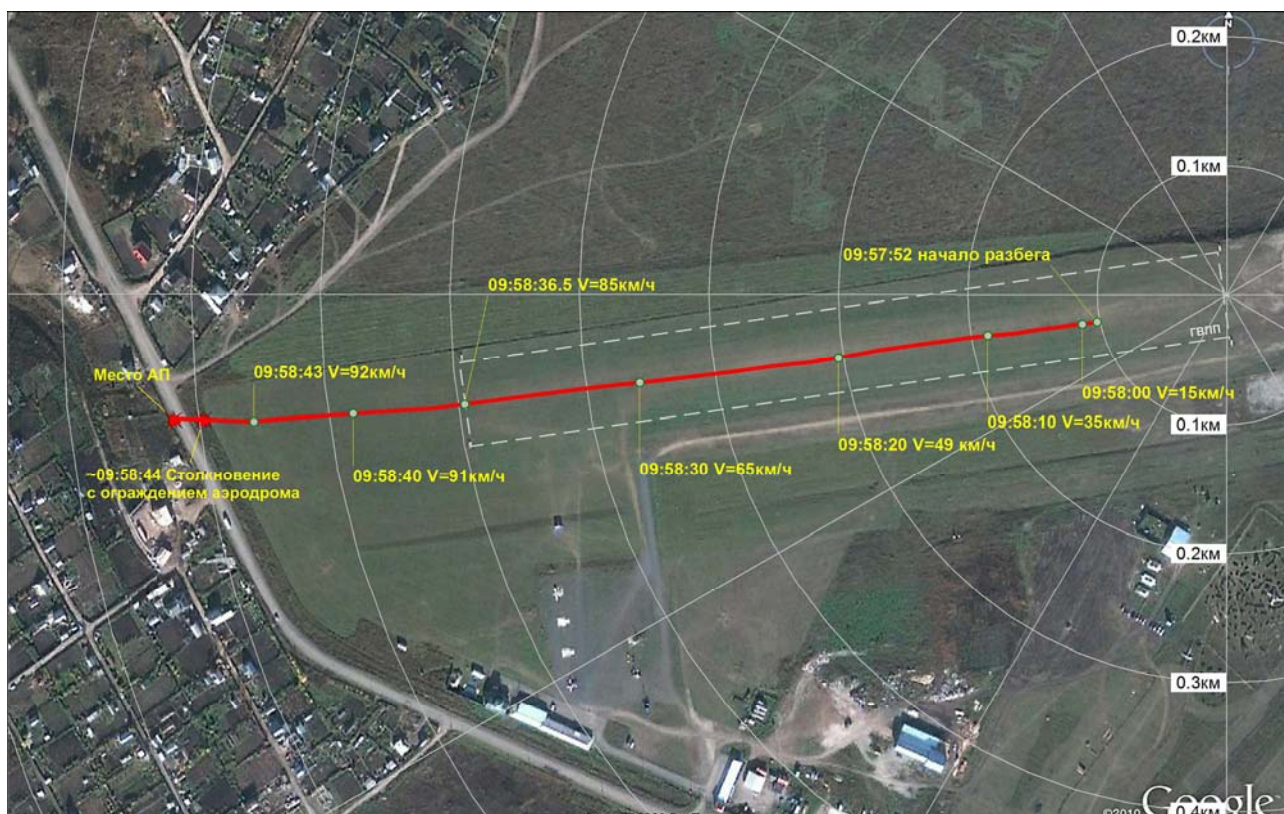 N
0.2км
0.1км
09:57:52 начало разбега
09:58:36.5 V=85км/ч
гвпп
Место АП
09:58:43 V=92км/ч
09:58:00 V=15км/ч
0.1км
09:58:10 V=35км/ч
09:58:20 V=49 км/ч
09:58:30 V=65км/ч
09:58:40 V=91км/ч
~09:58:44 Столкновение
с ограждением аэродрома
0.2км
0.3км
©2010 Google
0.4км